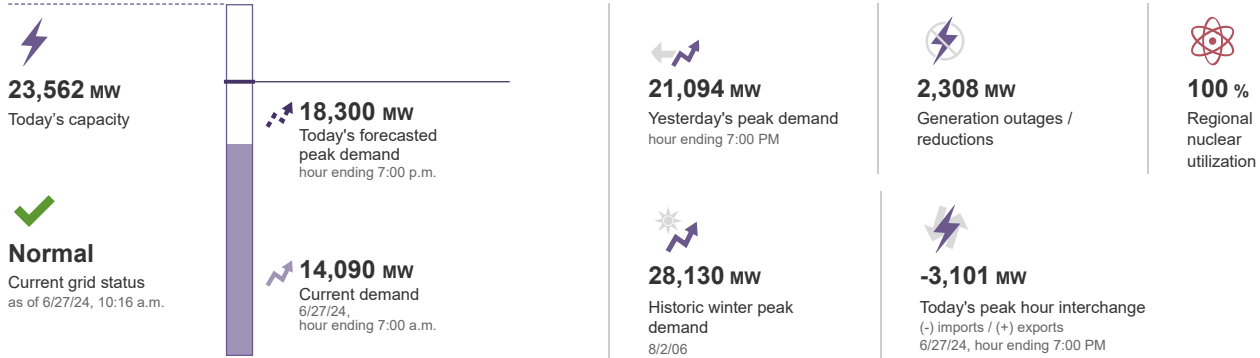 23,562 MW
Today's capacity
Normal
Current grid status
as of 6/27/24, 10:16 a.m.
18,300 MW
Today's forecasted
peak demand
hour ending 7:00 p.m.
14,090 MW
Current demand
6/27/24,
hour ending 7:00 a.m.
21,094 MW
Yesterday's peak demand
hour ending 7:00 PM
2,308 MW
Generation outages /
reductions
100 %
Regional
nuclear
utilization
28,130 MW
Historic winter peak
demand
8/2/06
-3,101 MW
Today's peak hour interchange
(-) imports / (+) exports
6/27/24, hour ending 7:00 PM